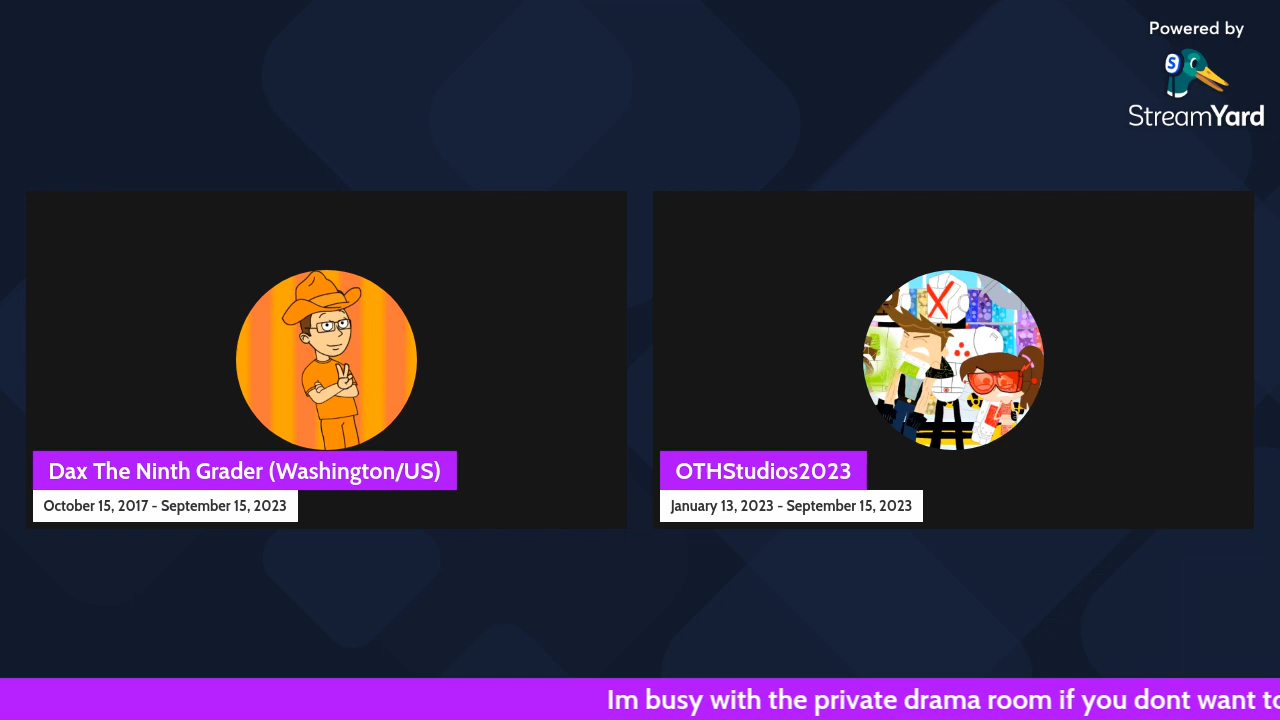 Powered by
S
StreamYard
Dax The Ninth Grader (Washington/US)
October 15, 2017 - September 15, 2023
OTHStudios2023
January 13, 2023 - September 15, 2023
Im busy with the private drama room if you dont want to